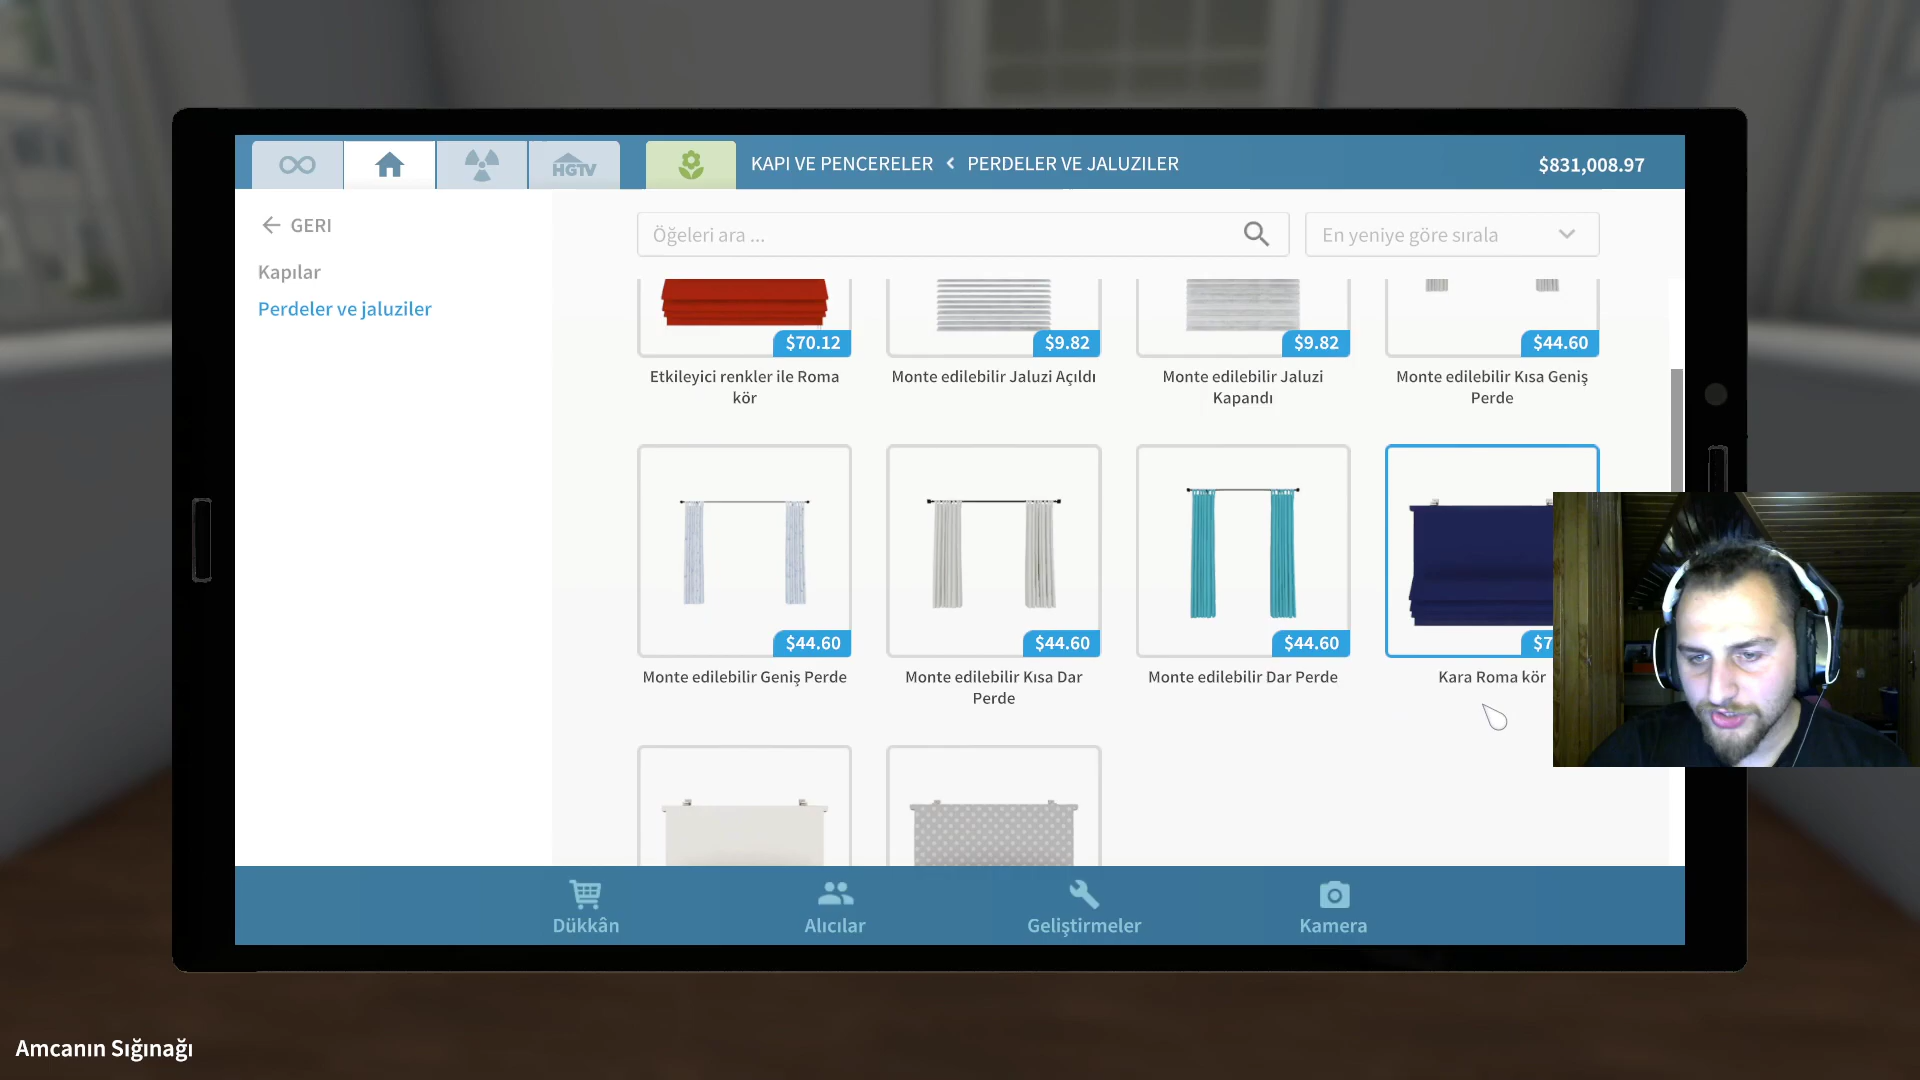 HGTV
KAPI VE PENCERELER < PERDELER VE JALUZILER
$831,008.97
GERI
Öğeleri ara ...
En yeniye göre sırala
Kapılar
Perdeler ve jaluziler
$70.12
$9.82
$9.82
$44.60
Etkileyici renkler ile Roma
kör
Monte edilebilir Jaluzi Açıldı
Monte edilebilir Jaluzi
Kapandı
Monte edilebilir Kısa Geniş
Perde
$44.60
$44.60
$44.60
$7
Monte edilebilir Geniş Perde
Monte edilebilir Kısa Dar
Perde
Monte edilebilir Dar Perde
Kara Roma kör
Dükkân
Alıcılar
Geliştirmeler
Kamera
Amcanın Sığınağı